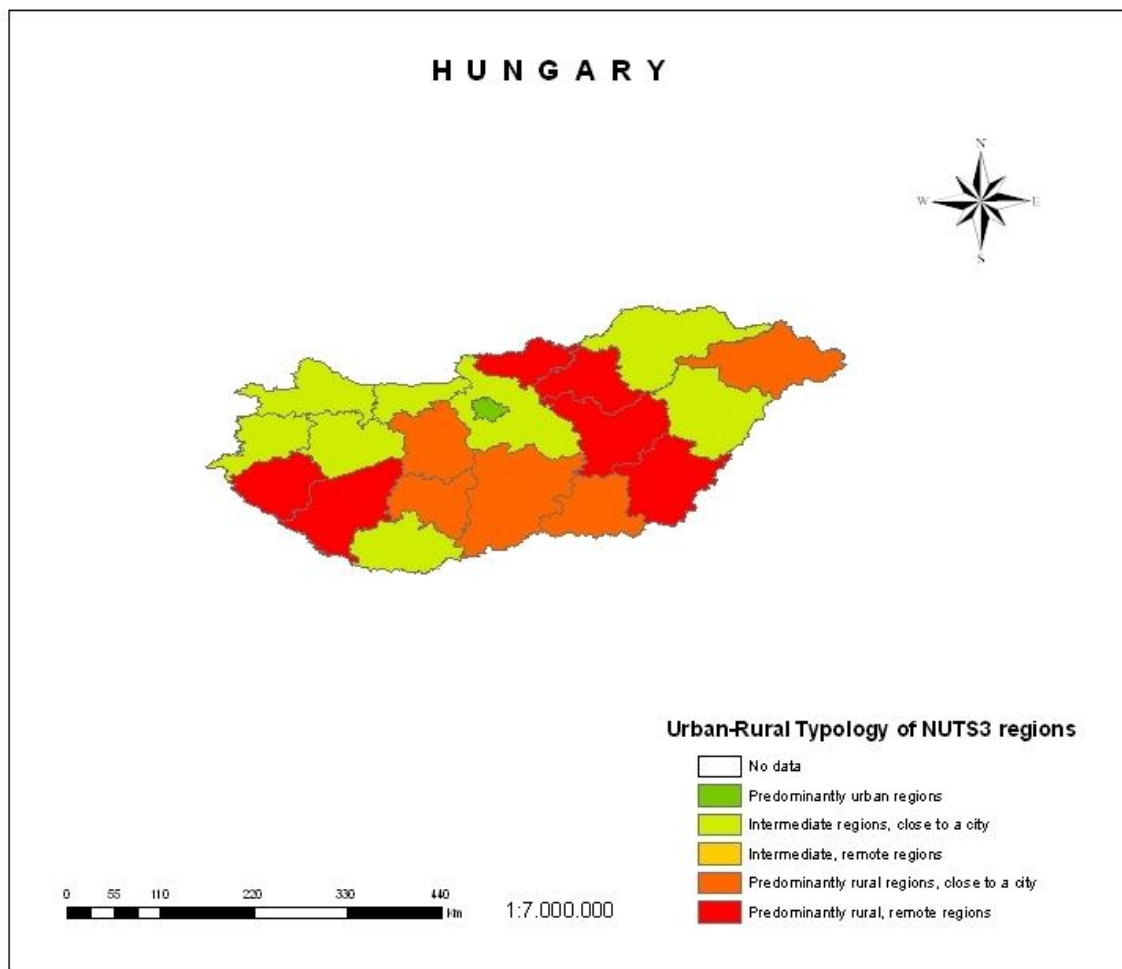 H U N G A R Y
N
W E
S
Urban-Rural Typology of NUTS3 regions
No data
Predominantly urban regions
Intermediate regions, close to a city
Intermediate, remote regions
Predominantly rural regions, close to a city
Predominantly rural, remote regions
0 55 110 220 330 440
Km
1:7.000.000